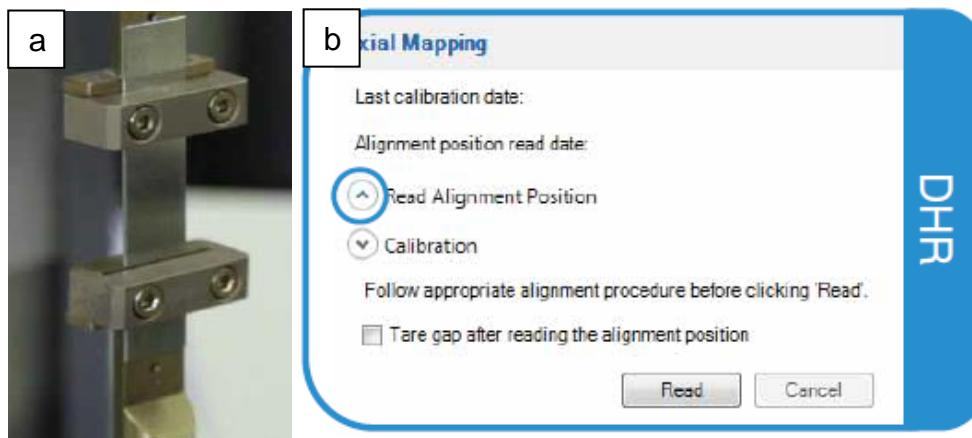 a
b
xial Mapping
Last calibration date:
Alignment position read date:
Read Alignment Position
Calibration
Follow appropriate alignment procedure before clicking 'Read'.
Tare gap after reading the alignment position
Read
Cancel
DHR